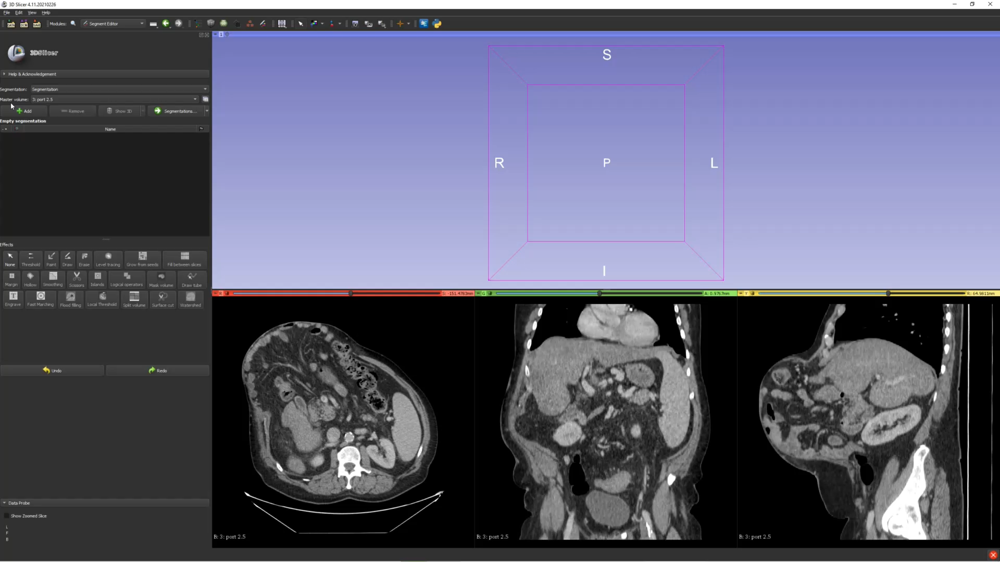 3D Slicer 4.11.20210226
File Edit View Help
DATA DCM SAVE Modules: Segment Editor
1
3DSlicer
Help & Acknowledgement
Segmentation: Segmentation
Master volume: 3: port 2.5
Add Remove Show 3D Segmentations...
Empty segmentation
Name
S
R P L
I
Effects
None Threshold Paint Draw Erase Level tracing Grow from seeds Fill between slices
Margin Hollow Smoothing Scissors Islands Logical operators Mask volume Draw tube
Engrave Fast Marching Flood filling Local Threshold Split volume Surface cut Watershed
R S: -151.4783mm G A: 0.9767mm Y R: 64.9811mm
Undo Redo
Data Probe
Show Zoomed Slice
L
F
B
B: 3: port 2.5 B: 3: port 2.5 B: 3: port 2.5